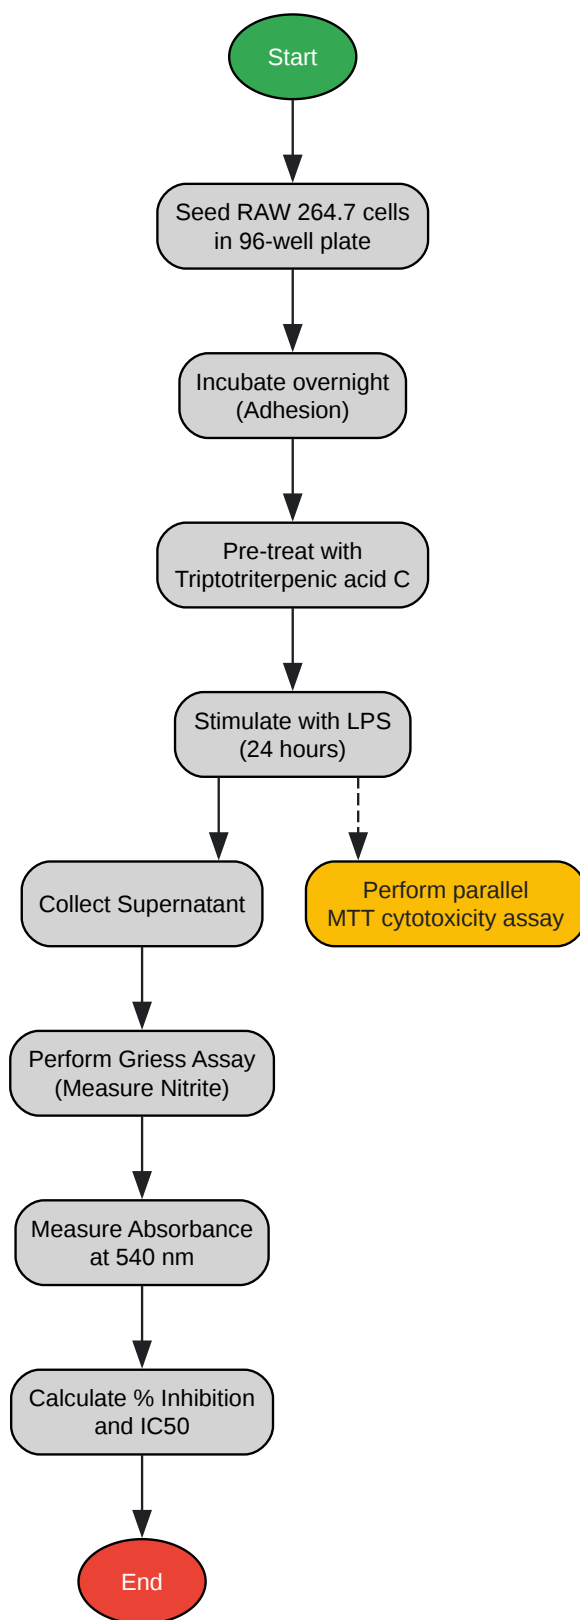 Start
Seed RAW 264.7 cells
in 96-well plate
Incubate overnight
(Adhesion)
Pre-treat with
Triptotriterpenic acid C
Stimulate with LPS
(24 hours)
Collect Supernatant
Perform parallel
MTT cytotoxicity assay
Perform Griess Assay
(Measure Nitrite)
Measure Absorbance
at 540 nm
Calculate % Inhibition
and IC50
End